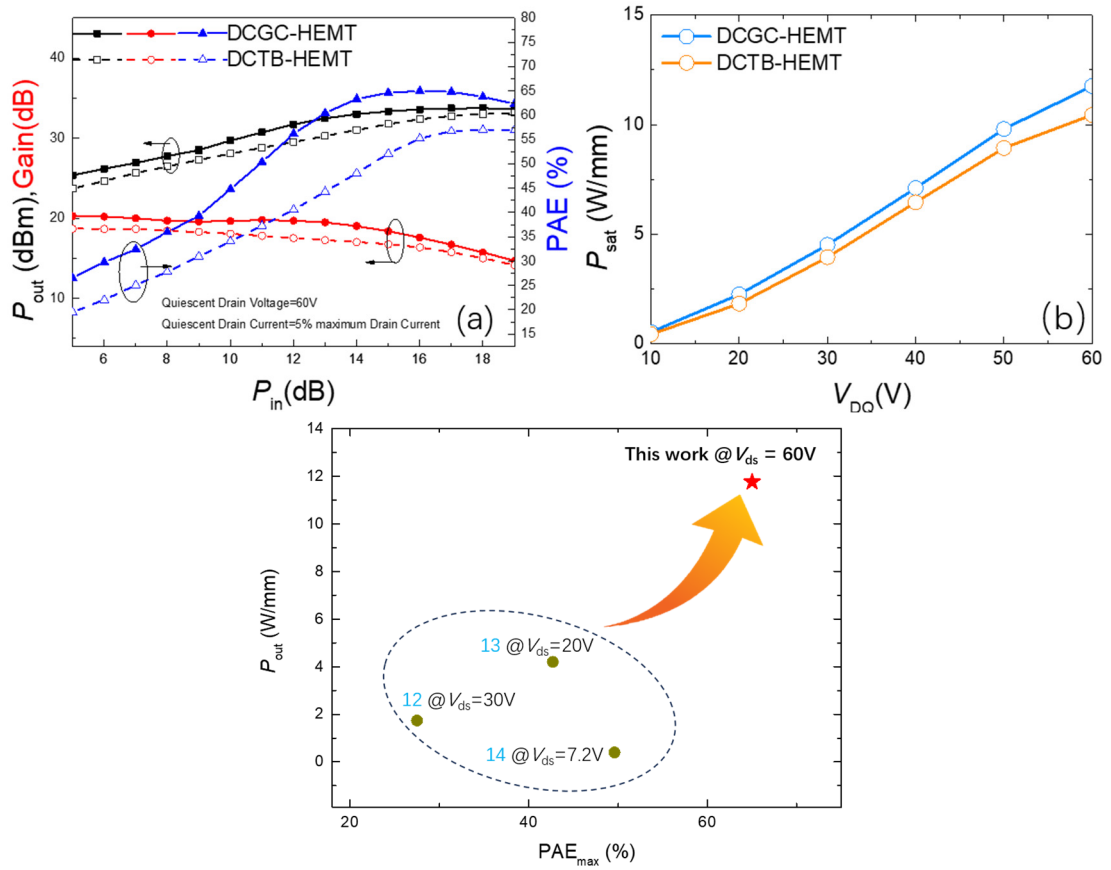 DCGC-HEMT
DCTB-HEMT
40
30
20
10
80
75
70
65
60
55
50
45
40
35
30
25
20
15
6 8 10 12 14 16 18
Pout (dBm),Gain(dB)
PAE (%)
Quiescent Drain Voltage=60V
Quiescent Drain Current=5% maximum Drain Current
(a)
Pin(dB)
DCGC-HEMT
DCTB-HEMT
15
10
5
0
10 20 30 40 50 60
Psat (W/mm)
(b)
VDQ(V)
14
12
10
8
6
4
2
0
20 40 60
Pout (W/mm)
This work @Vds = 60V
13 @Vds=20V
12 @Vds=30V
14 @Vds=7.2V
PAEmax (%)